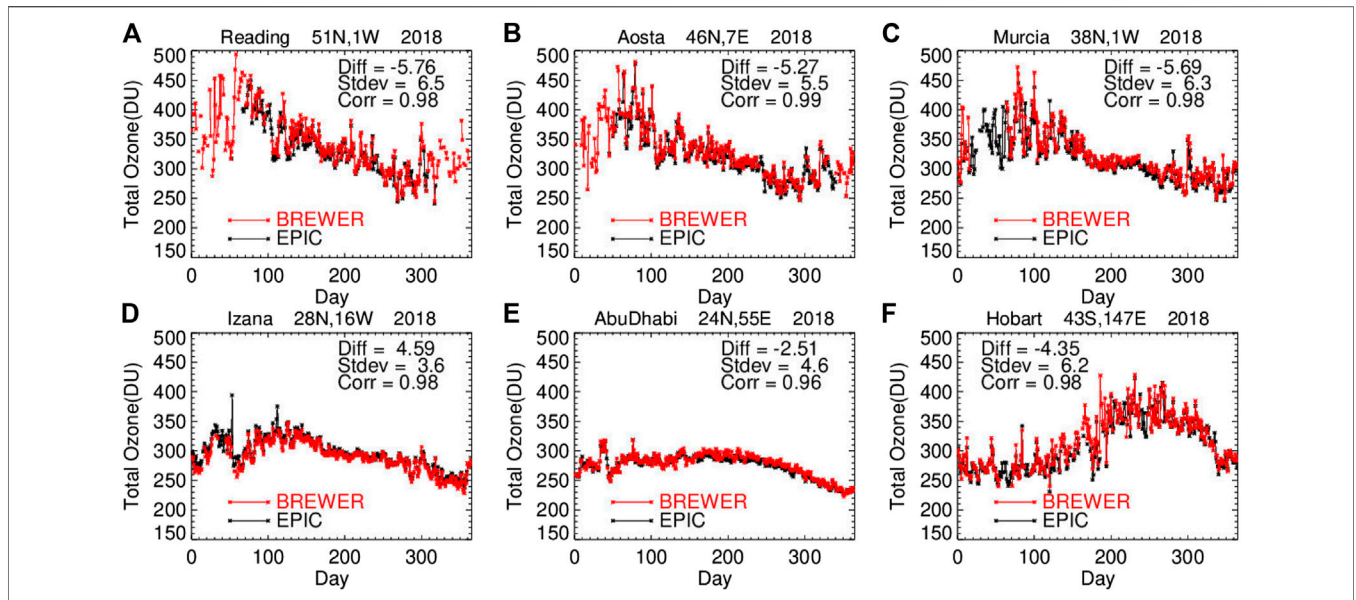 A
Reading 51N,1W 2018
Diff = -5.76
Stdev = 6.5
Corr = 0.98
Total Ozone(DU)
500
450
400
350
300
250
200
150
BREWER
EPIC
0 100 200 300
Day
B
Aosta 46N,7E 2018
Diff = -5.27
Stdev = 5.5
Corr = 0.99
Total Ozone(DU)
500
450
400
350
300
250
200
150
BREWER
EPIC
0 100 200 300
Day
C
Murcia 38N,1W 2018
Diff = -5.69
Stdev = 6.3
Corr = 0.98
Total Ozone(DU)
500
450
400
350
300
250
200
150
BREWER
EPIC
0 100 200 300
Day
D
Izana 28N,16W 2018
Diff = 4.59
Stdev = 3.6
Corr = 0.98
Total Ozone(DU)
500
450
400
350
300
250
200
150
BREWER
EPIC
0 100 200 300
Day
E
AbuDhabi 24N,55E 2018
Diff = -2.51
Stdev = 4.6
Corr = 0.96
Total Ozone(DU)
500
450
400
350
300
250
200
150
BREWER
EPIC
0 100 200 300
Day
F
Hobart 43S,147E 2018
Diff = -4.35
Stdev = 6.2
Corr = 0.98
Total Ozone(DU)
500
450
400
350
300
250
200
150
BREWER
EPIC
0 100 200 300
Day